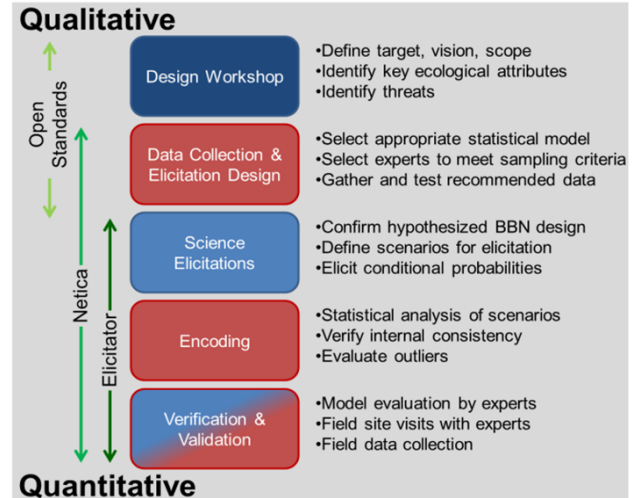 Qualitative
Open
Standards
Netica
Elicitator
Design Workshop
•Define target, vision, scope
•Identify key ecological attributes
•Identify threats
Data Collection &
Elicitation Design
•Select appropriate statistical model
•Select experts to meet sampling criteria
•Gather and test recommended data
Science
Elicitations
•Confirm hypothesized BBN design
•Define scenarios for elicitation
•Elicit conditional probabilities
Encoding
•Statistical analysis of scenarios
•Verify internal consistency
•Evaluate outliers
Verification &
Validation
•Model evaluation by experts
•Field site visits with experts
•Field data collection
Quantitative